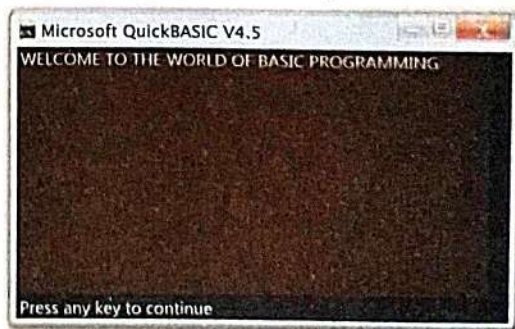 Microsoft QuickBASIC V4.5
WELCOME TO THE WORLD OF BASIC PROGRAMMING
Press any key to continue